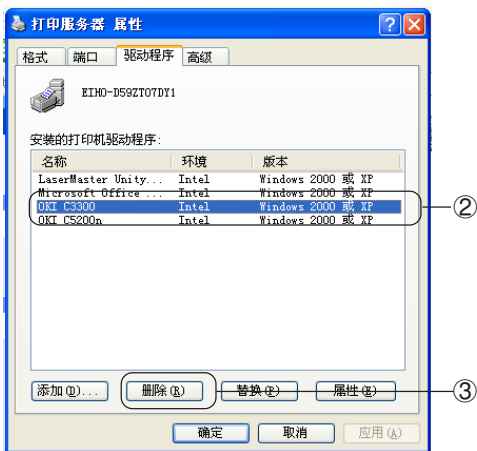 打印服务器 属性
格式 端口 驱动程序 高级
EIHO-D59ZTO7DY1
安装的打印机驱动程序:
名称 环境 版本
LaserMaster Unity... Intel Windows 2000 或 XP
Microsoft Office ... Intel Windows 2000 或 XP
OKI C3300 Intel Windows 2000 或 XP ②
OKI C5200n Intel Windows 2000 或 XP
添加(D)... 删除(R) 替换(P) 属性(E) ③
确定 取消 应用(A)